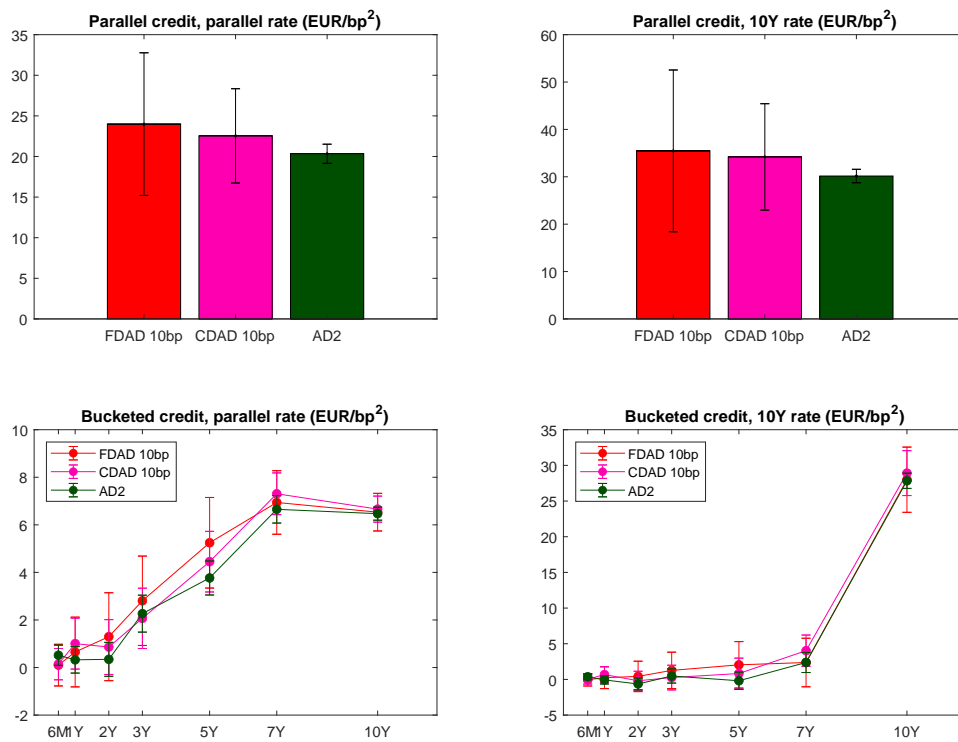 Parallel credit, parallel rate (EUR/bp²)
35
30
25
20
15
10
5
0
FDAD 10bp CDAD 10bp AD2
Parallel credit, 10Y rate (EUR/bp²)
60
50
40
30
20
10
0
FDAD 10bp CDAD 10bp AD2
Bucketed credit, parallel rate (EUR/bp²)
10
8
6
4
2
0
-2
FDAD 10bp
CDAD 10bp
AD2
6M 1Y 2Y 3Y 5Y 7Y 10Y
Bucketed credit, 10Y rate (EUR/bp²)
35
30
25
20
15
10
5
0
-5
FDAD 10bp
CDAD 10bp
AD2
6M 1Y 2Y 3Y 5Y 7Y 10Y